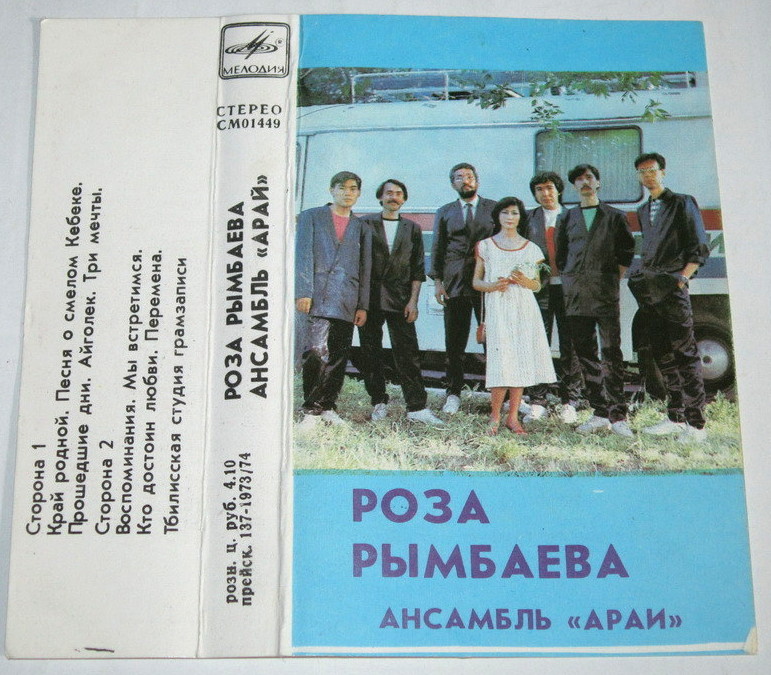 Сторона 1
Край родной. Песня о смелом Кебеке.
Прошедшие дни. Айголек. Три мечты.
Сторона 2
Воспоминания. Мы встретимся.
Кто достоин любви. Перемена.
Тбилисская студия грамзаписи
МЕЛОДИЯ
СТЕРЕО
СМ01449
РОЗА РЫМБАЕВА
АНСАМБЛЬ «АРАЙ»
розн. ц. руб. 4.10
прейск. 137-1973/74
РОЗА
РЫМБАЕВА
АНСАМБЛЬ «АРАИ»